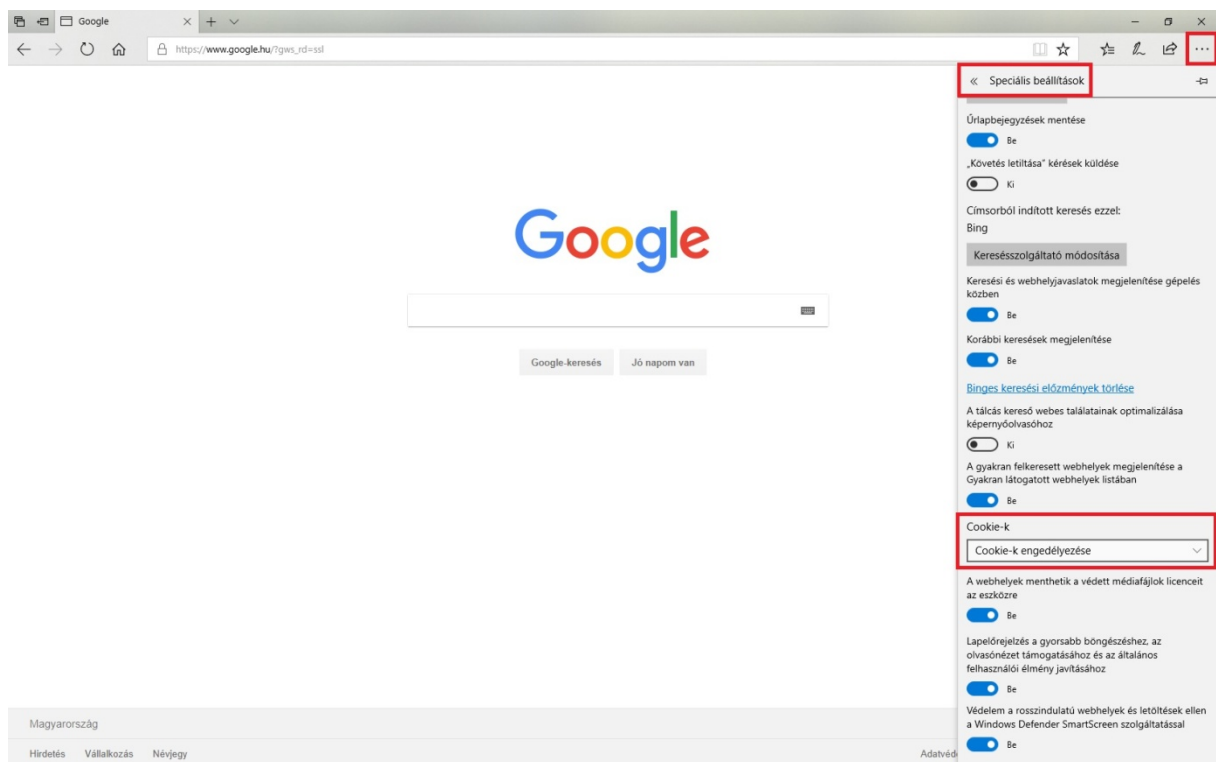 Google
https://www.google.hu/?gws_rd=ssl
Speciális beállítások
Űrlapbejegyzések mentése
Be
„Követés letiltása" kérések küldése
Ki
Címsorból indított keresés ezzel:
Bing
Keresésszolgáltató módosítása
Keresési és webhelyjavaslatok megjelenítése gépelés
közben
Be
Korábbi keresések megjelenítése
Be
Binges keresési előzmények törlése
A tálcás kereső webes találatainak optimalizálása
képernyőolvasóhoz
Ki
A gyakran felkeresett webhelyek megjelenítése a
Gyakran látogatott webhelyek listában
Be
Cookie-k
Cookie-k engedélyezése
A webhelyek menthetik a védett médiafájlok licenceit
az eszközre
Be
Lapelőrejelzés a gyorsabb böngészéshez, az
olvasónézet támogatásához és az általános
felhasználói élmény javításához
Be
Védelem a rosszindulatú webhelyek és letöltések ellen
a Windows Defender SmartScreen szolgáltatással
Be
Google
Google-keresés Jó napom van
Magyarország
Hirdetés Vállalkozás Névjegy